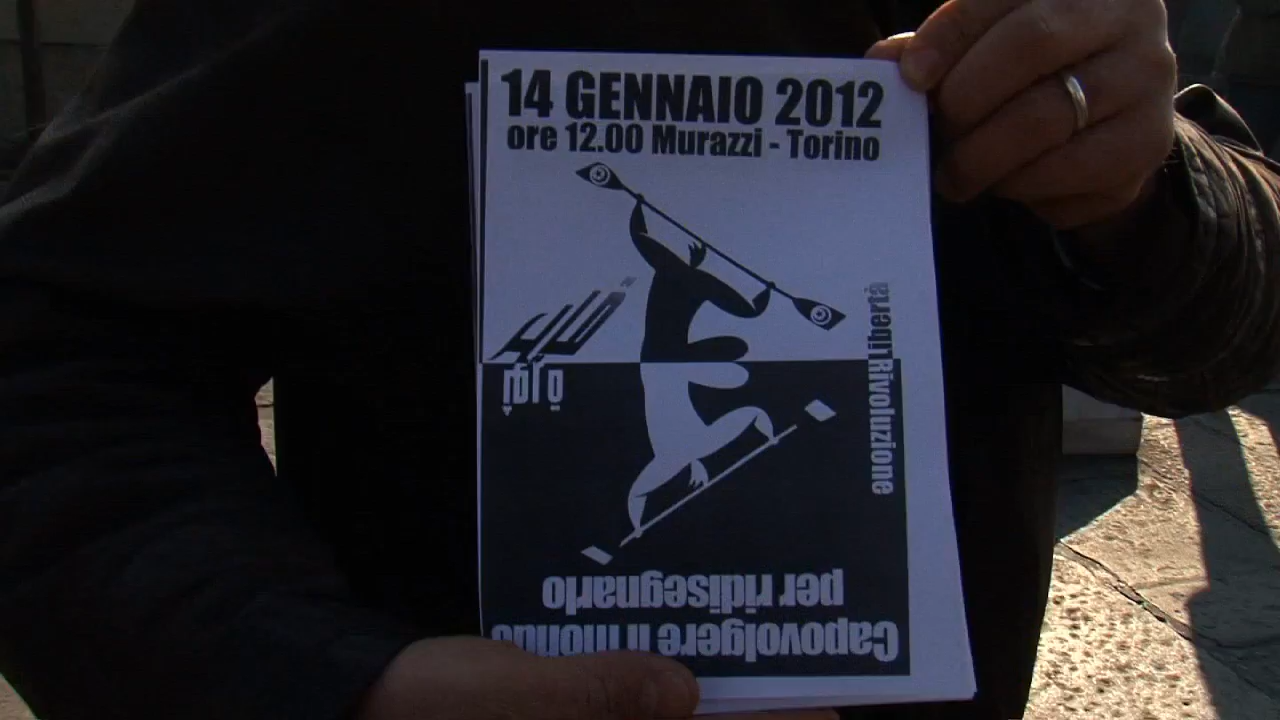 14 GENNAIO 2012
ore 12.00 Murazzi - Torino
Libertà
Rivoluzione
Capovolgere il mondo
per ridisegnarlo